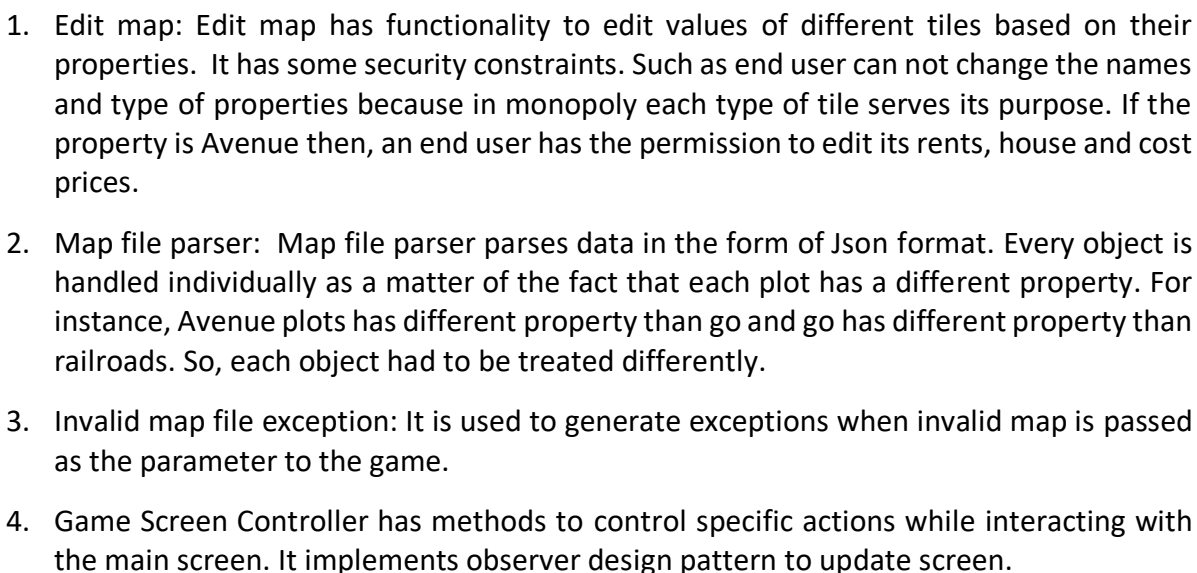 1. Edit map: Edit map has functionality to edit values of different tiles based on their
properties. It has some security constraints. Such as end user can not change the names
and type of properties because in monopoly each type of tile serves its purpose. If the
property is Avenue then, an end user has the permission to edit its rents, house and cost
prices.
2. Map file parser: Map file parser parses data in the form of Json format. Every object is
handled individually as a matter of the fact that each plot has a different property. For
instance, Avenue plots has different property than go and go has different property than
railroads. So, each object had to be treated differently.
3. Invalid map file exception: It is used to generate exceptions when invalid map is passed
as the parameter to the game.
4. Game Screen Controller has methods to control specific actions while interacting with
the main screen. It implements observer design pattern to update screen.